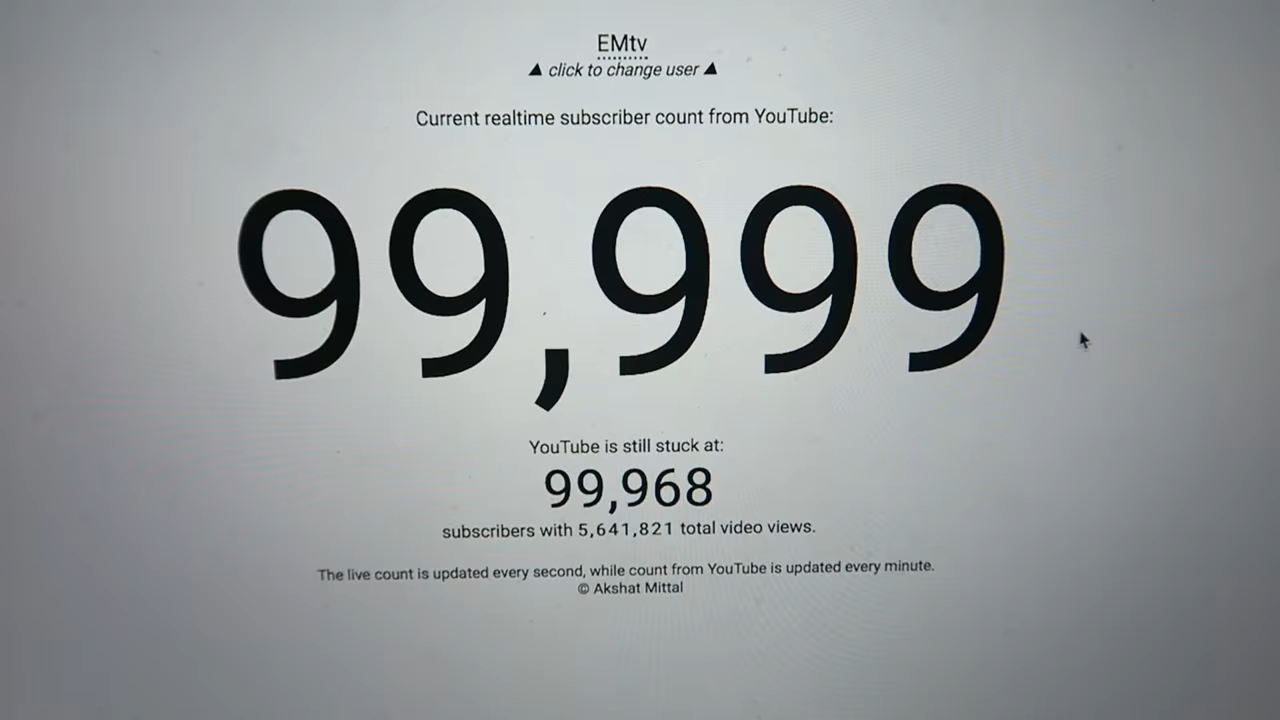 EMtv
▲ click to change user ▲
Current realtime subscriber count from YouTube:
99,999
YouTube is still stuck at:
99,968
subscribers with 5,641,821 total video views.
The live count is updated every second, while count from YouTube is updated every minute.
© Akshat Mittal